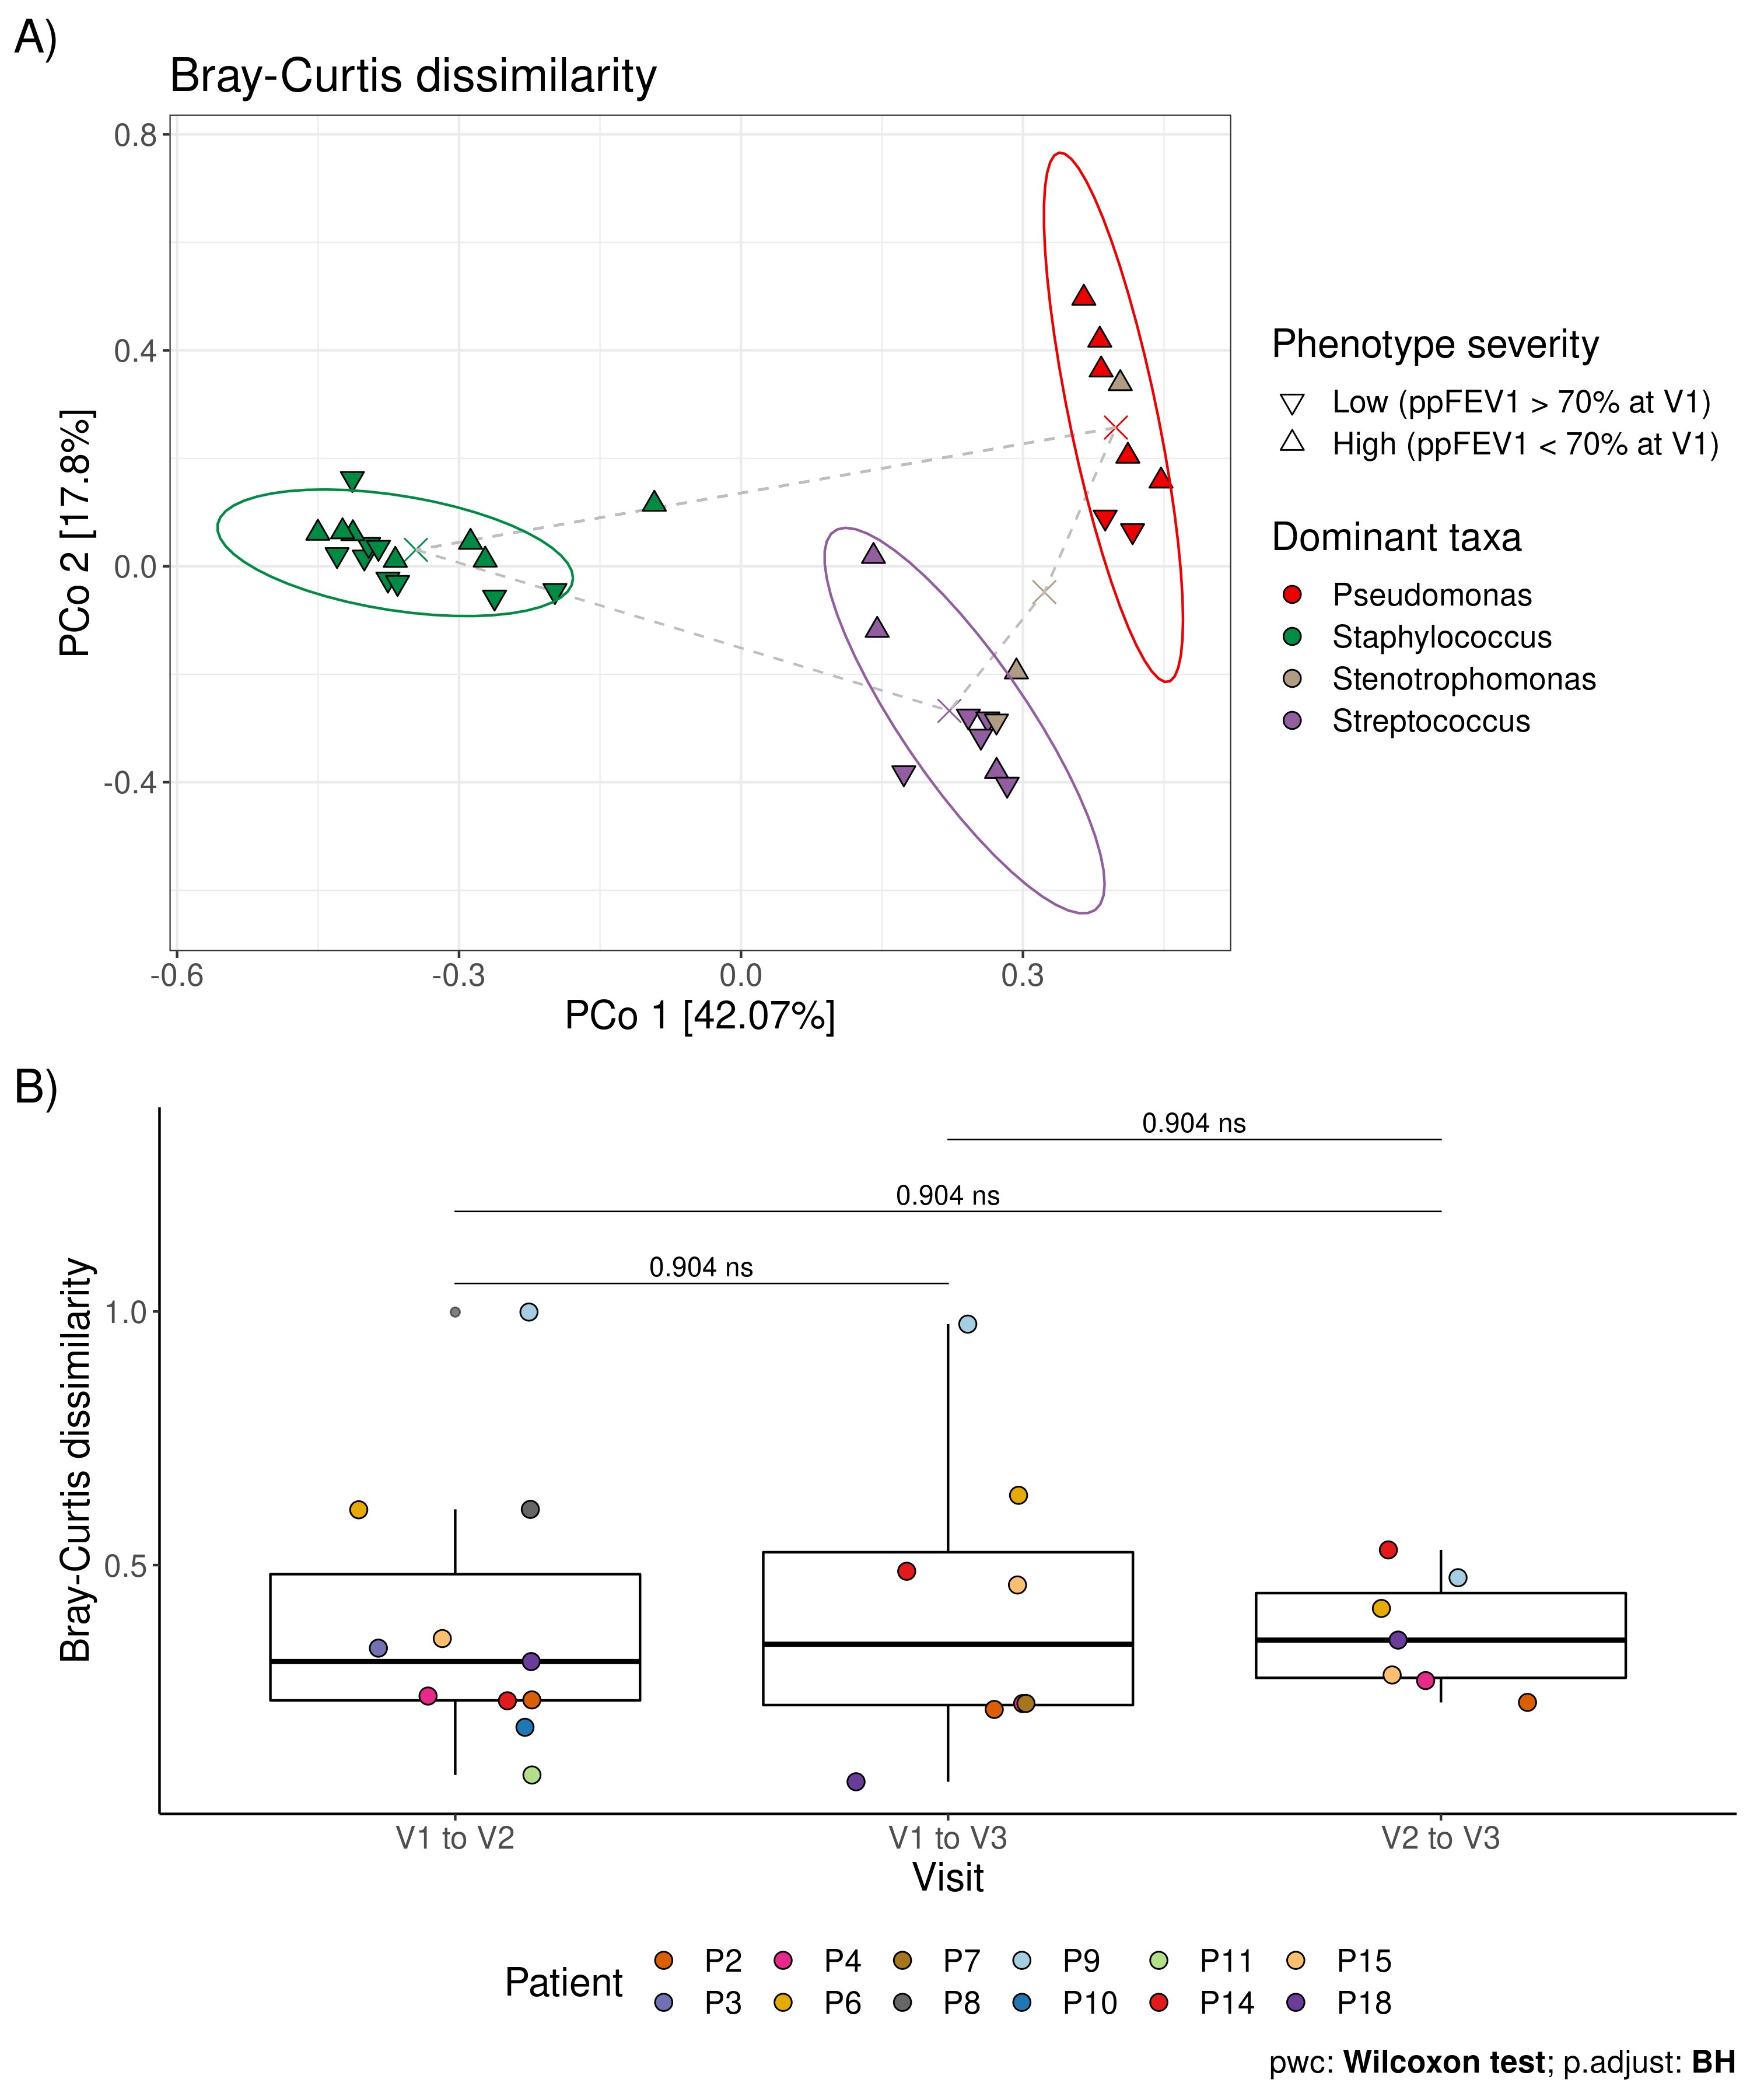 A)
Bray-Curtis dissimilarity
0.8
0.4
0.0
-0.4
PCo 2 [17.8%]
-0.6
-0.3
0.0
0.3
PCo 1 [42.07%]
Phenotype severity
Low (ppFEV1 > 70% at V1)
High (ppFEV1 < 70% at V1)
Dominant taxa
Pseudomonas
Staphylococcus
Stenotrophomonas
Streptococcus
B)
0.904 ns
0.904 ns
0.904 ns
1.0
0.5
Bray-Curtis dissimilarity
V1 to V2
V1 to V3
V2 to V3
Visit
Patient
P2
P4
P7
P9
P11
P15
P3
P6
P8
P10
P14
P18
pwc: Wilcoxon test; p.adjust: BH